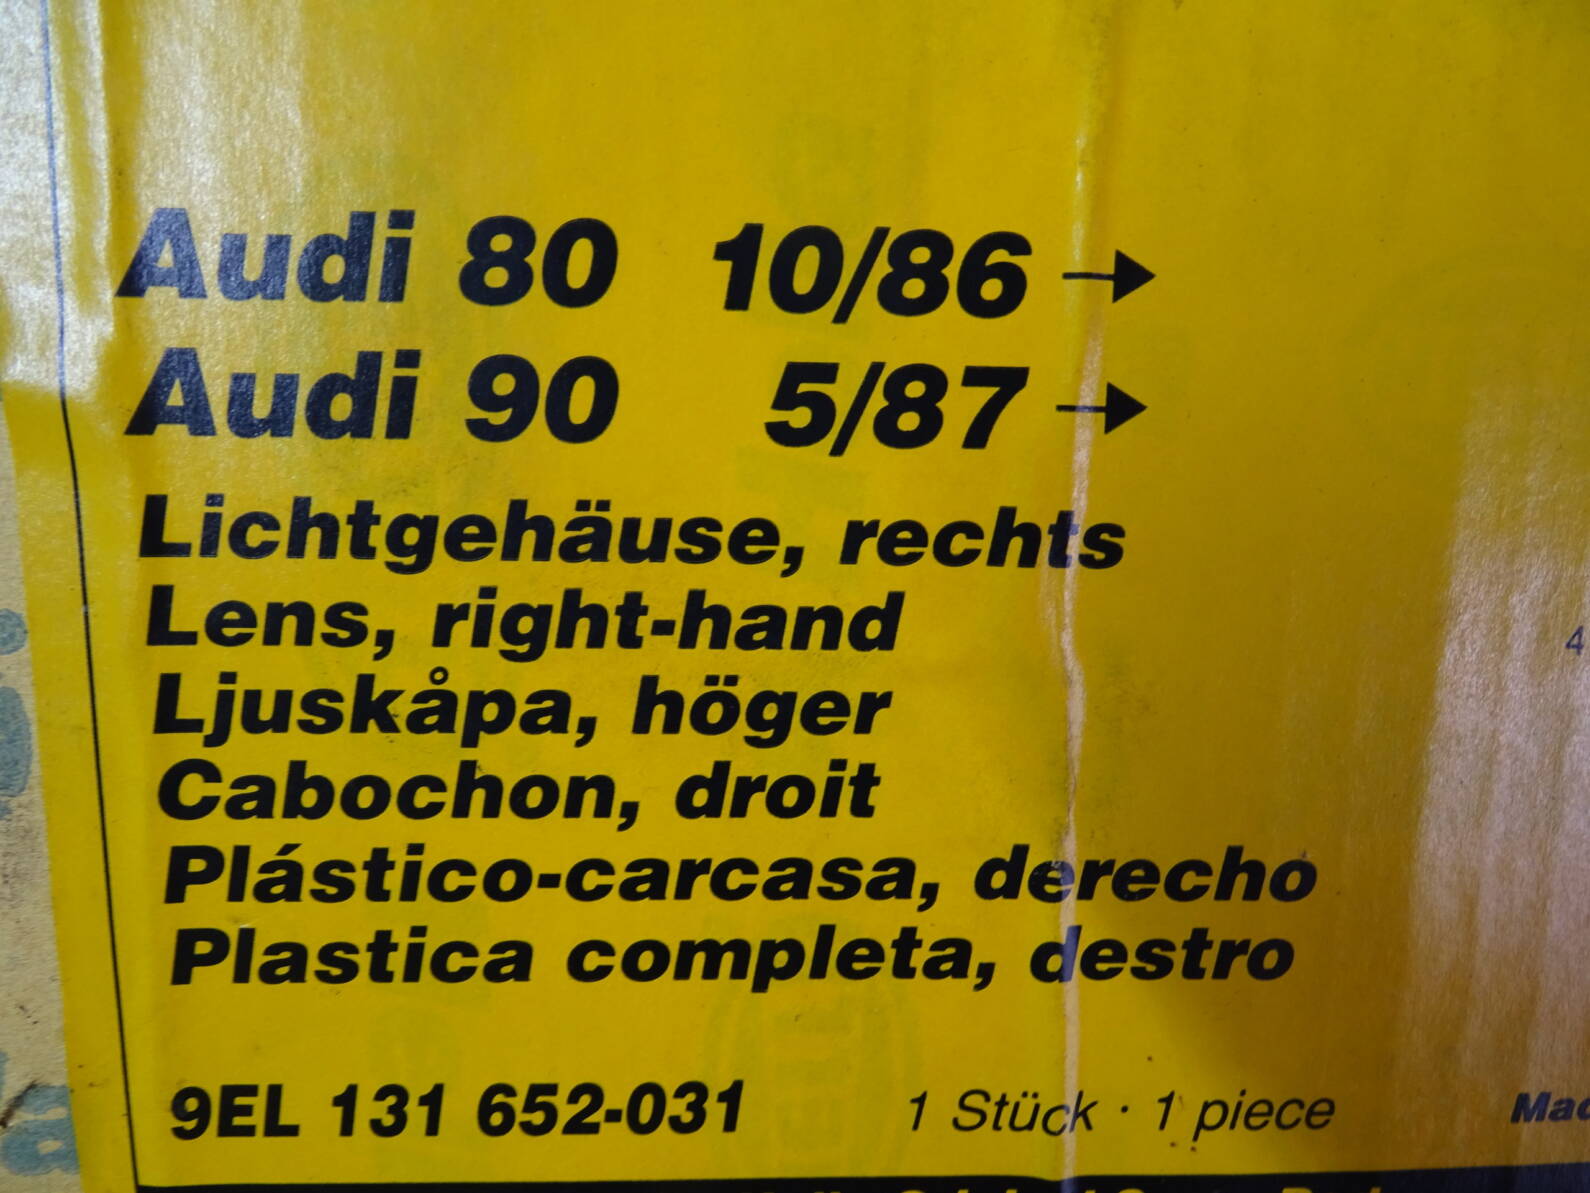 Audi 80 10/86 →
Audi 90 5/87 →
Lichtgehäuse, rechts
Lens, right-hand
Ljuskåpa, höger
Cabochon, droit
Plástico-carcasa, derecho
Plastica completa, destro
4
9EL 131 652-031 1 Stück · 1 piece